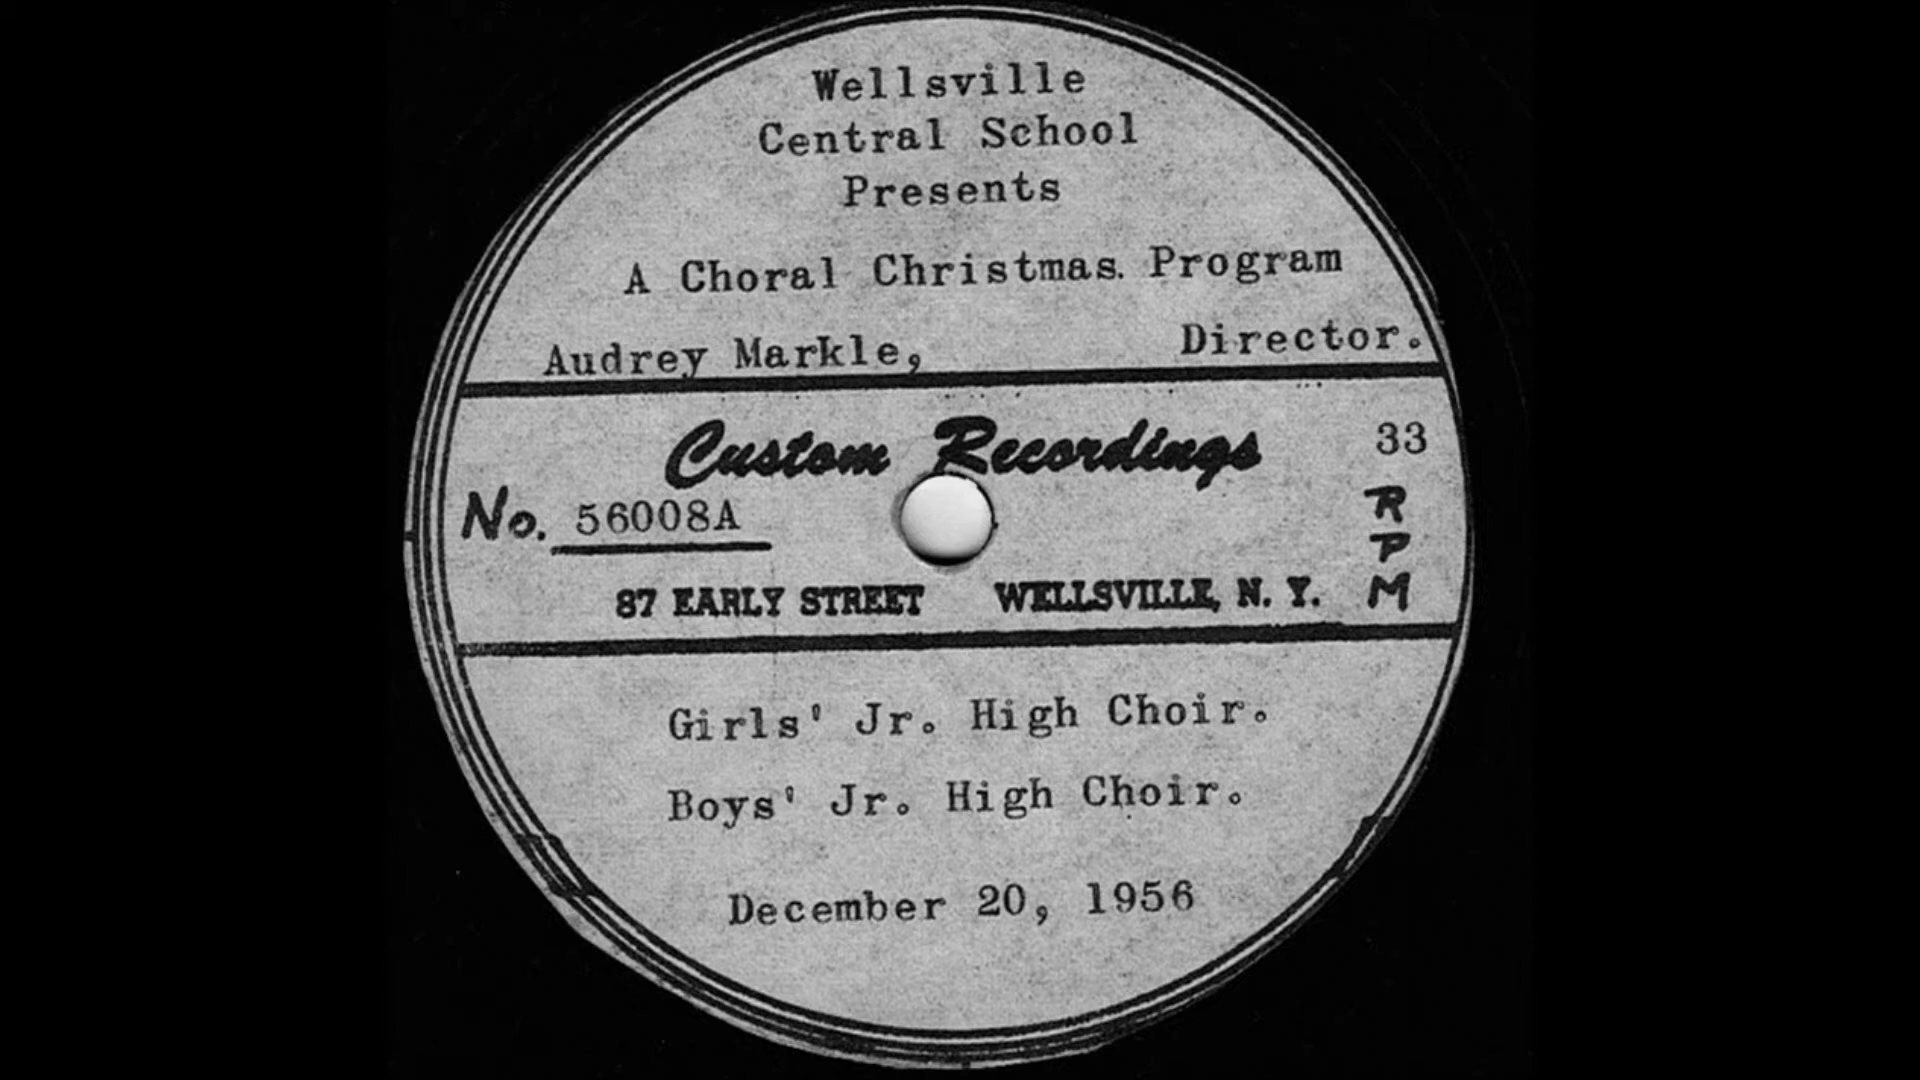 Wellsville
Central School
Presents
A Choral Christmas. Program
Audrey Markle, Director.
Custom Recordings
33
RPM
No. 56008A
87 EARLY STREET WELLSVILLE, N. Y.
Girls' Jr. High Choir.
Boys' Jr. High Choir.
December 20, 1956